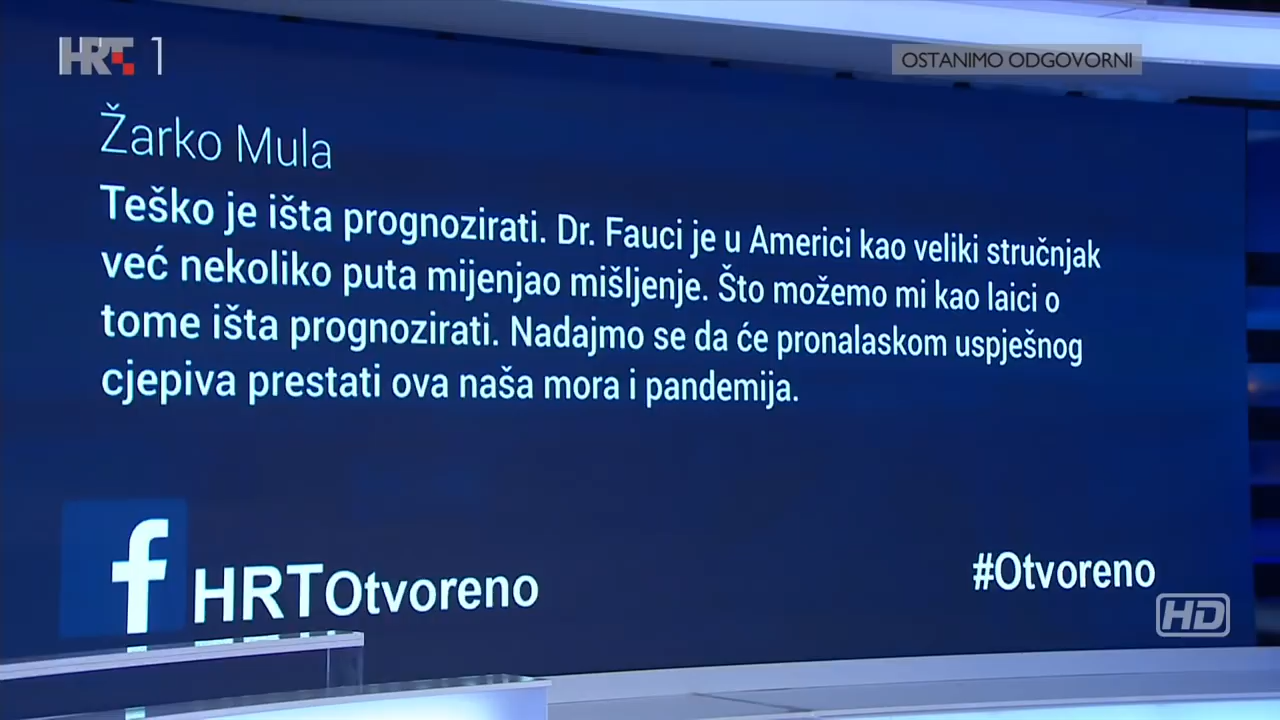 HRT 1
OSTANIMO ODGOVORNI
Žarko Mula
Teško je išta prognozirati. Dr. Fauci je u Americi kao veliki stručnjak
već nekoliko puta mijenjao mišljenje. Što možemo mi kao laici o
tome išta prognozirati. Nadajmo se da će pronalaskom uspješnog
cjepiva prestati ova naša mora i pandemija.
f HRTOtvoreno
#Otvoreno
HD